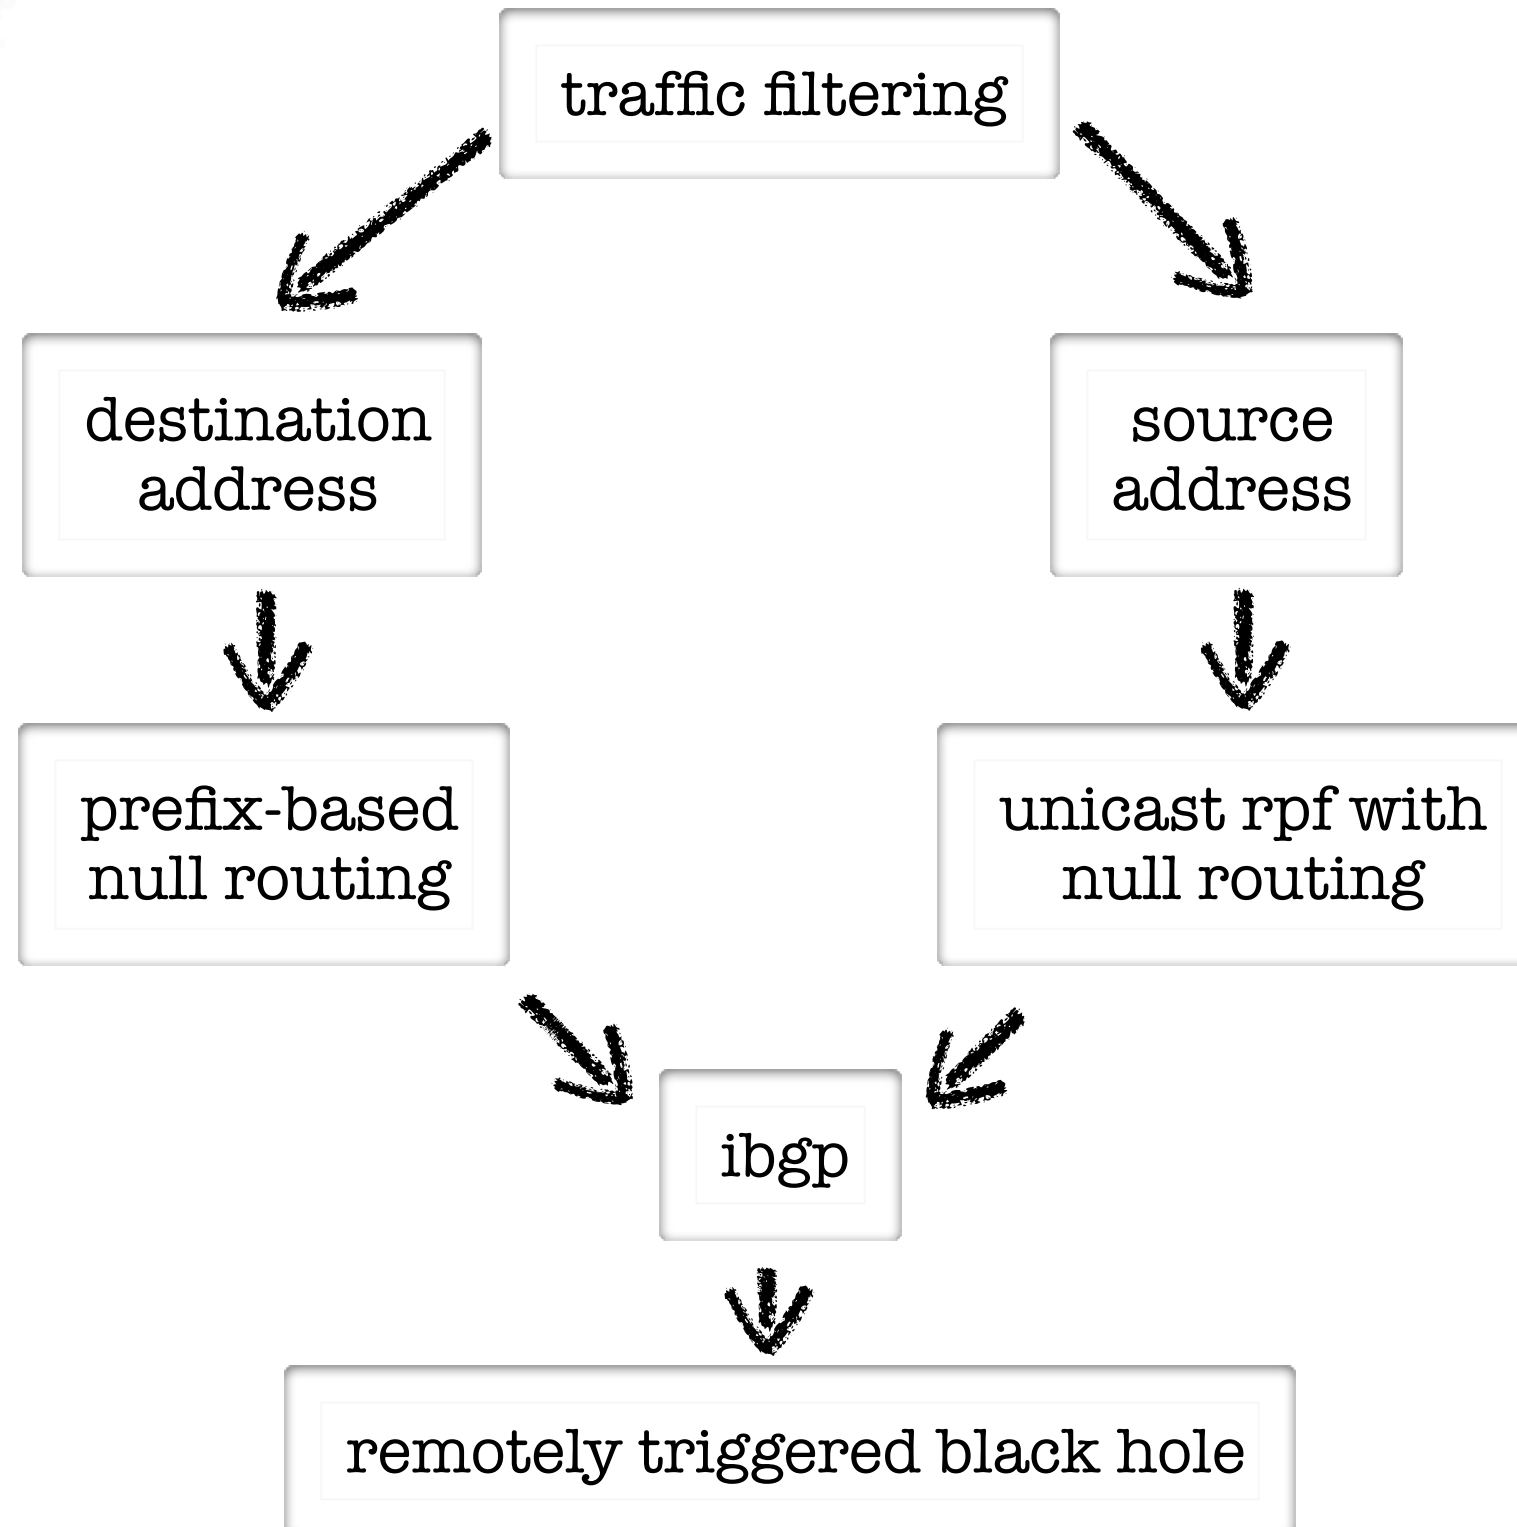 traffic filtering
destination
address
source
address
prefix-based
null routing
unicast rpf with
null routing
ibgp
remotely triggered black hole